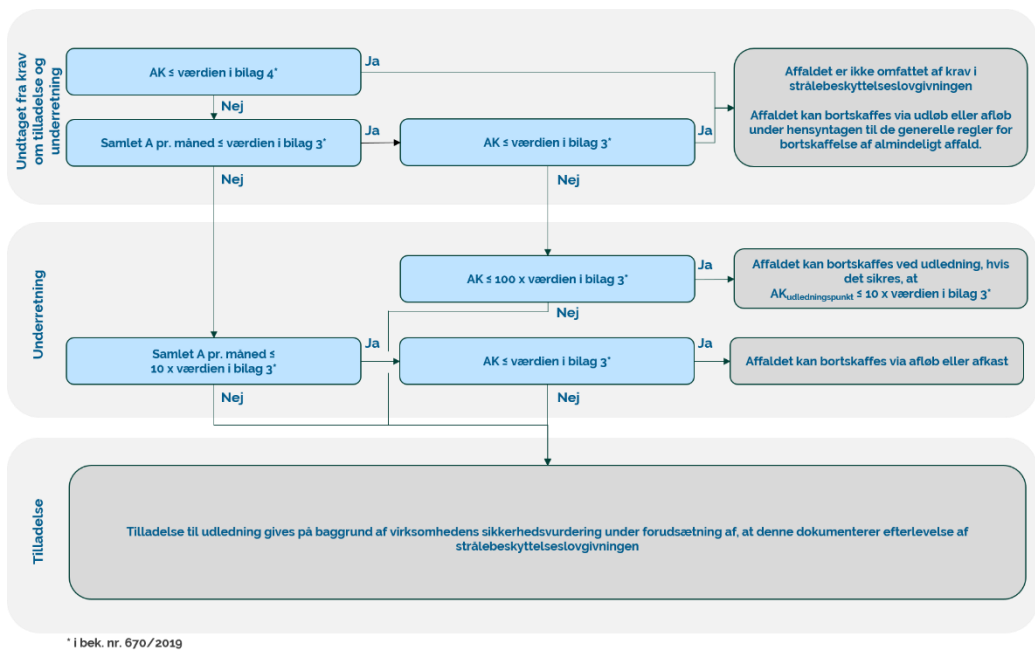 Undtaget fra krav
om tilladelse og
underretning
AK ≤ værdien i bilag 4*
Ja
Nej
Samlet A pr. måned ≤ værdien i bilag 3*
Ja
AK ≤ værdien i bilag 3*
Ja
Nej
Nej
Affaldet er ikke omfattet af krav i
strålebeskyttelseslovgivningen
Affaldet kan bortskaffes via udløb eller afløb
under hensyntagen til de generelle regler for
bortskaffelse af almindeligt affald.
Underretning
AK ≤ 100 x værdien i bilag 3*
Ja
Nej
Affaldet kan bortskaffes ved udledning, hvis
det sikres, at
AKudledningspunkt ≤ 10 x værdien i bilag 3*
Samlet A pr. måned ≤
10 x værdien i bilag 3*
Ja
Nej
AK ≤ værdien i bilag 3*
Ja
Nej
Affaldet kan bortskaffes via afløb eller afkast
Tilladelse
Tilladelse til udledning gives på baggrund af virksomhedens sikkerhedsvurdering under forudsætning af, at denne dokumenterer efterlevelse af
strålebeskyttelseslovgivningen
* i bek. nr. 670/2019